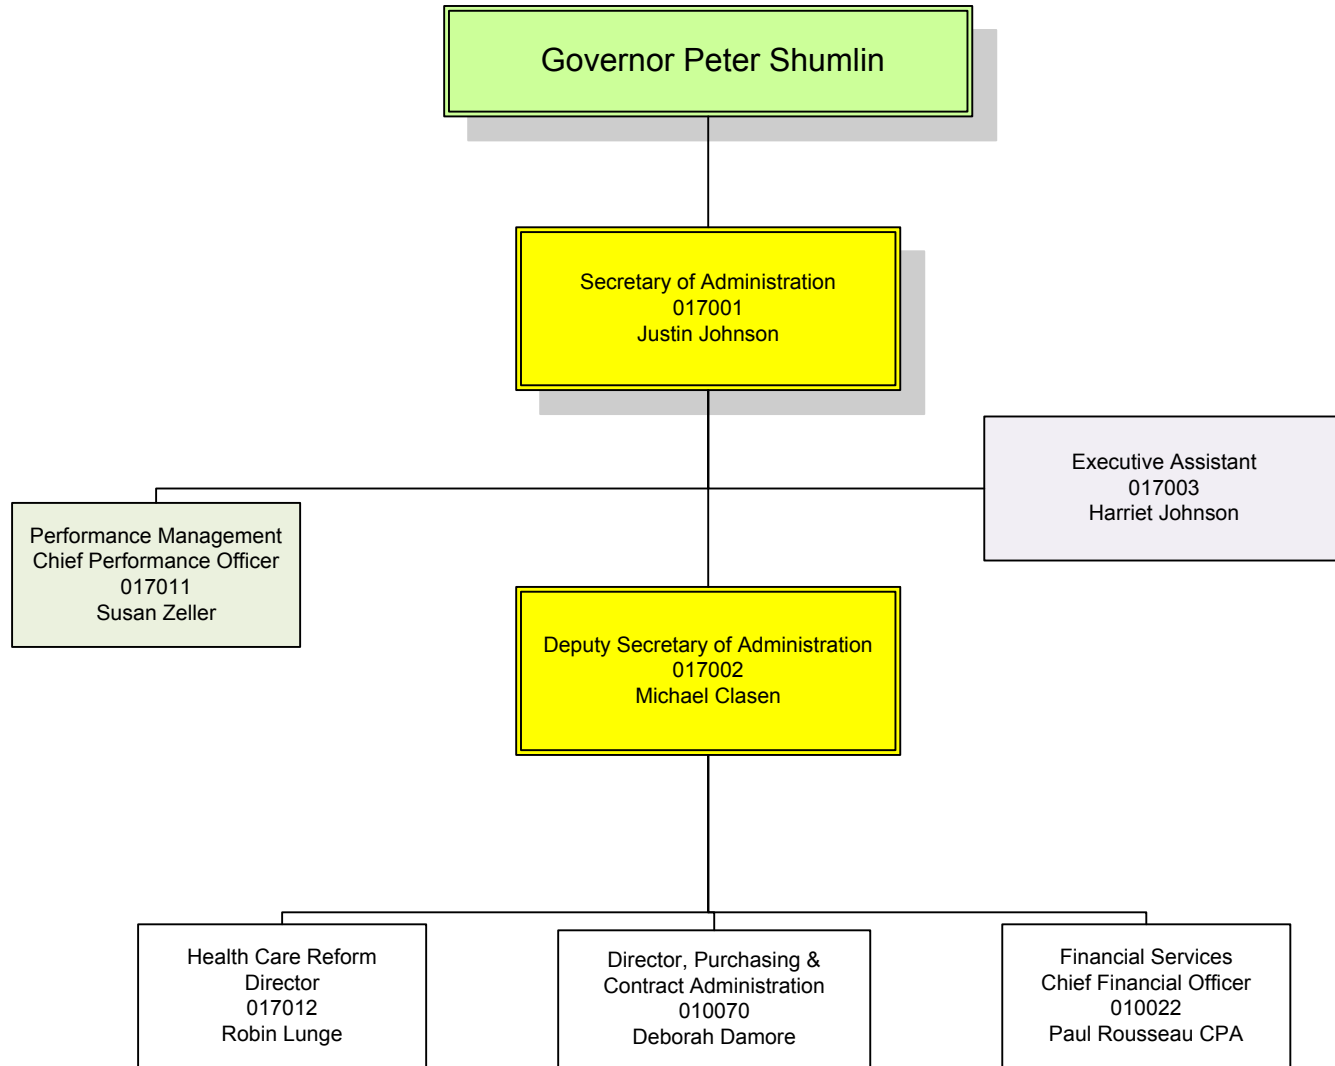 Governor Peter Shumlin
Secretary of Administration
017001
Justin Johnson
Executive Assistant
017003
Harriet Johnson
Performance Management
Chief Performance Officer
017011
Susan Zeller
Deputy Secretary of Administration
017002
Michael Clasen
Health Care Reform
Director
017012
Robin Lunge
Director, Purchasing &
Contract Administration
010070
Deborah Damore
Financial Services
Chief Financial Officer
010022
Paul Rousseau CPA